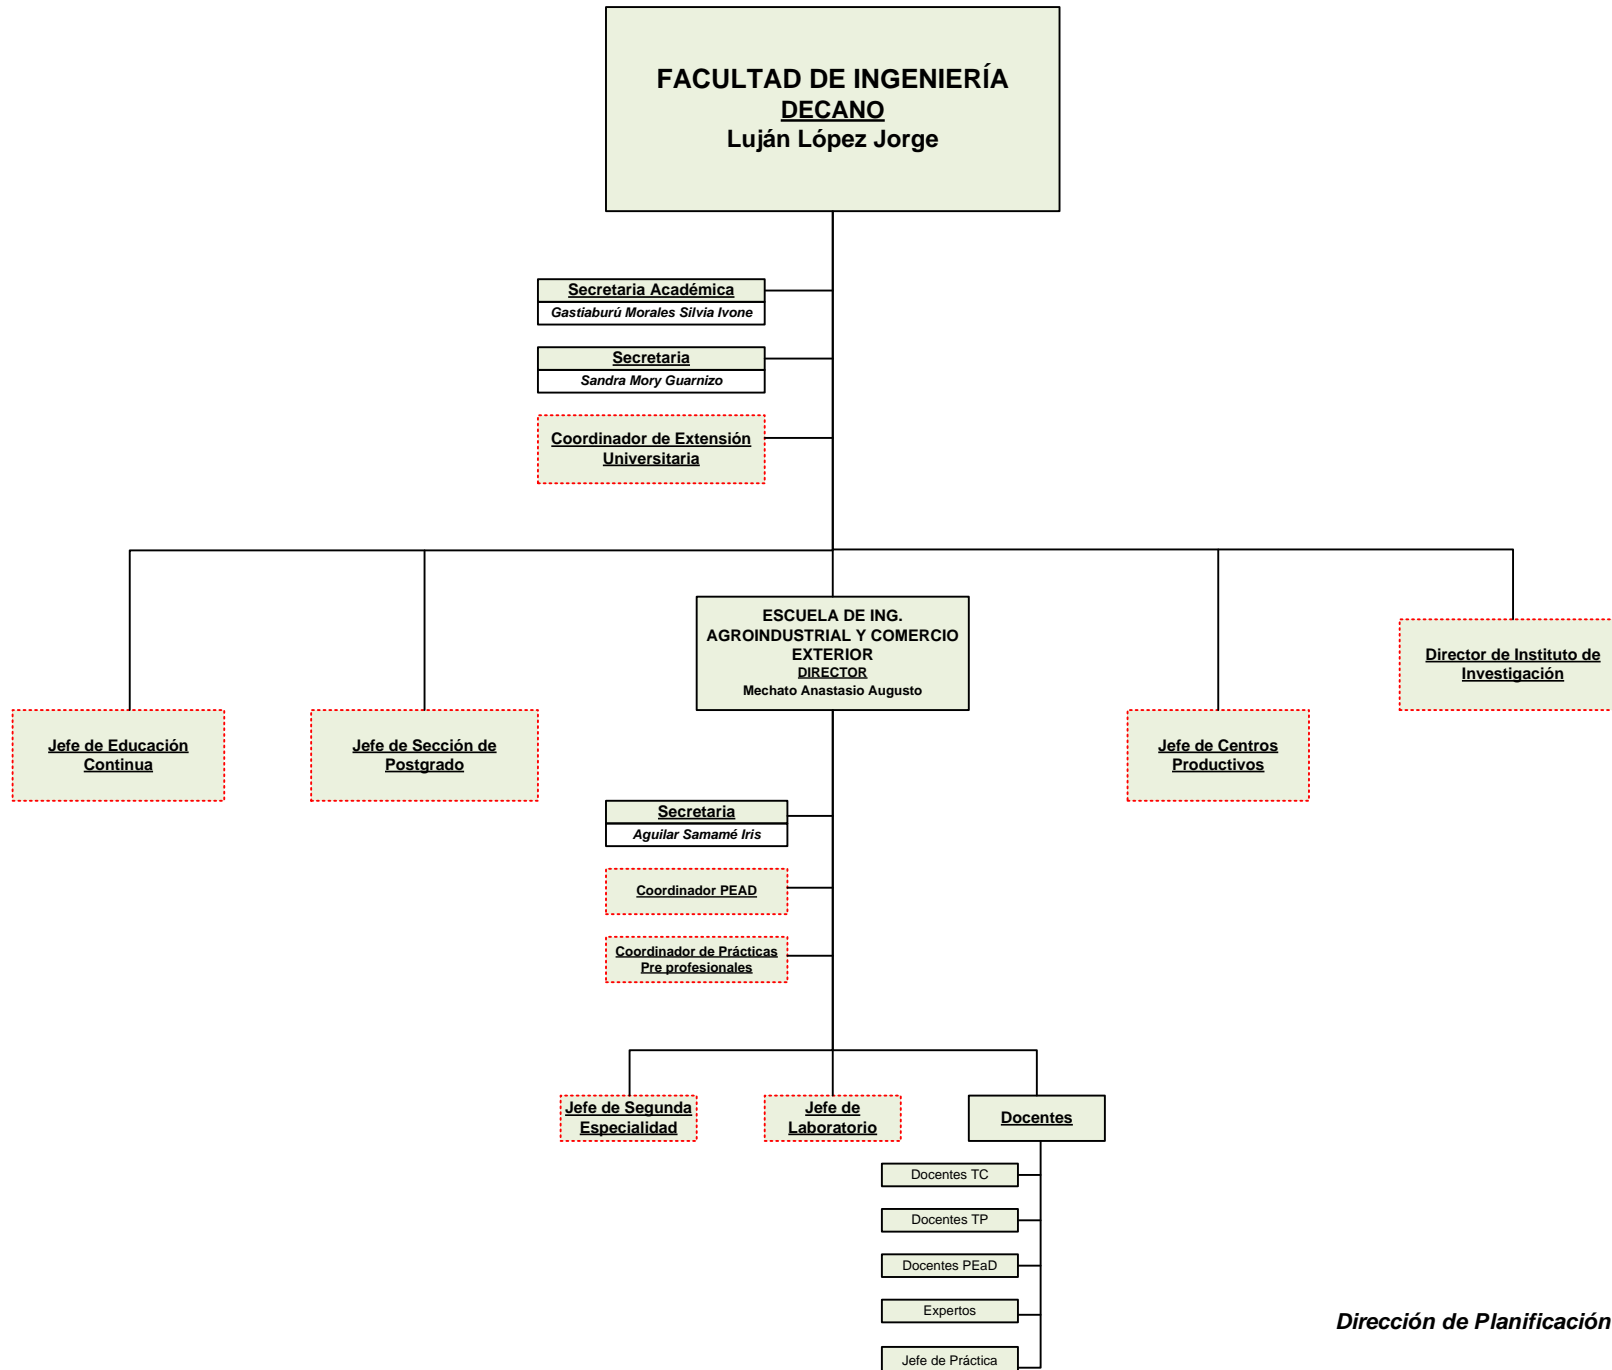 FACULTAD DE INGENIERÍA
DECANO
Luján López Jorge
Secretaria Académica
Gastiaburú Morales Silvia Ivone
Secretaria
Sandra Mory Guarnizo
Coordinador de Extensión
Universitaria
ESCUELA DE ING.
AGROINDUSTRIAL Y COMERCIO
EXTERIOR
DIRECTOR
Mechato Anastasio Augusto
Director de Instituto de
Investigación
Jefe de Educación
Continua
Jefe de Sección de
Postgrado
Jefe de Centros
Productivos
Secretaria
Aguilar Samamé Iris
Coordinador PEAD
Coordinador de Prácticas
Pre profesionales
Jefe de Segunda
Especialidad
Jefe de
Laboratorio
Docentes
Docentes TC
Docentes TP
Docentes PEaD
Expertos
Jefe de Práctica
Dirección de Planificación